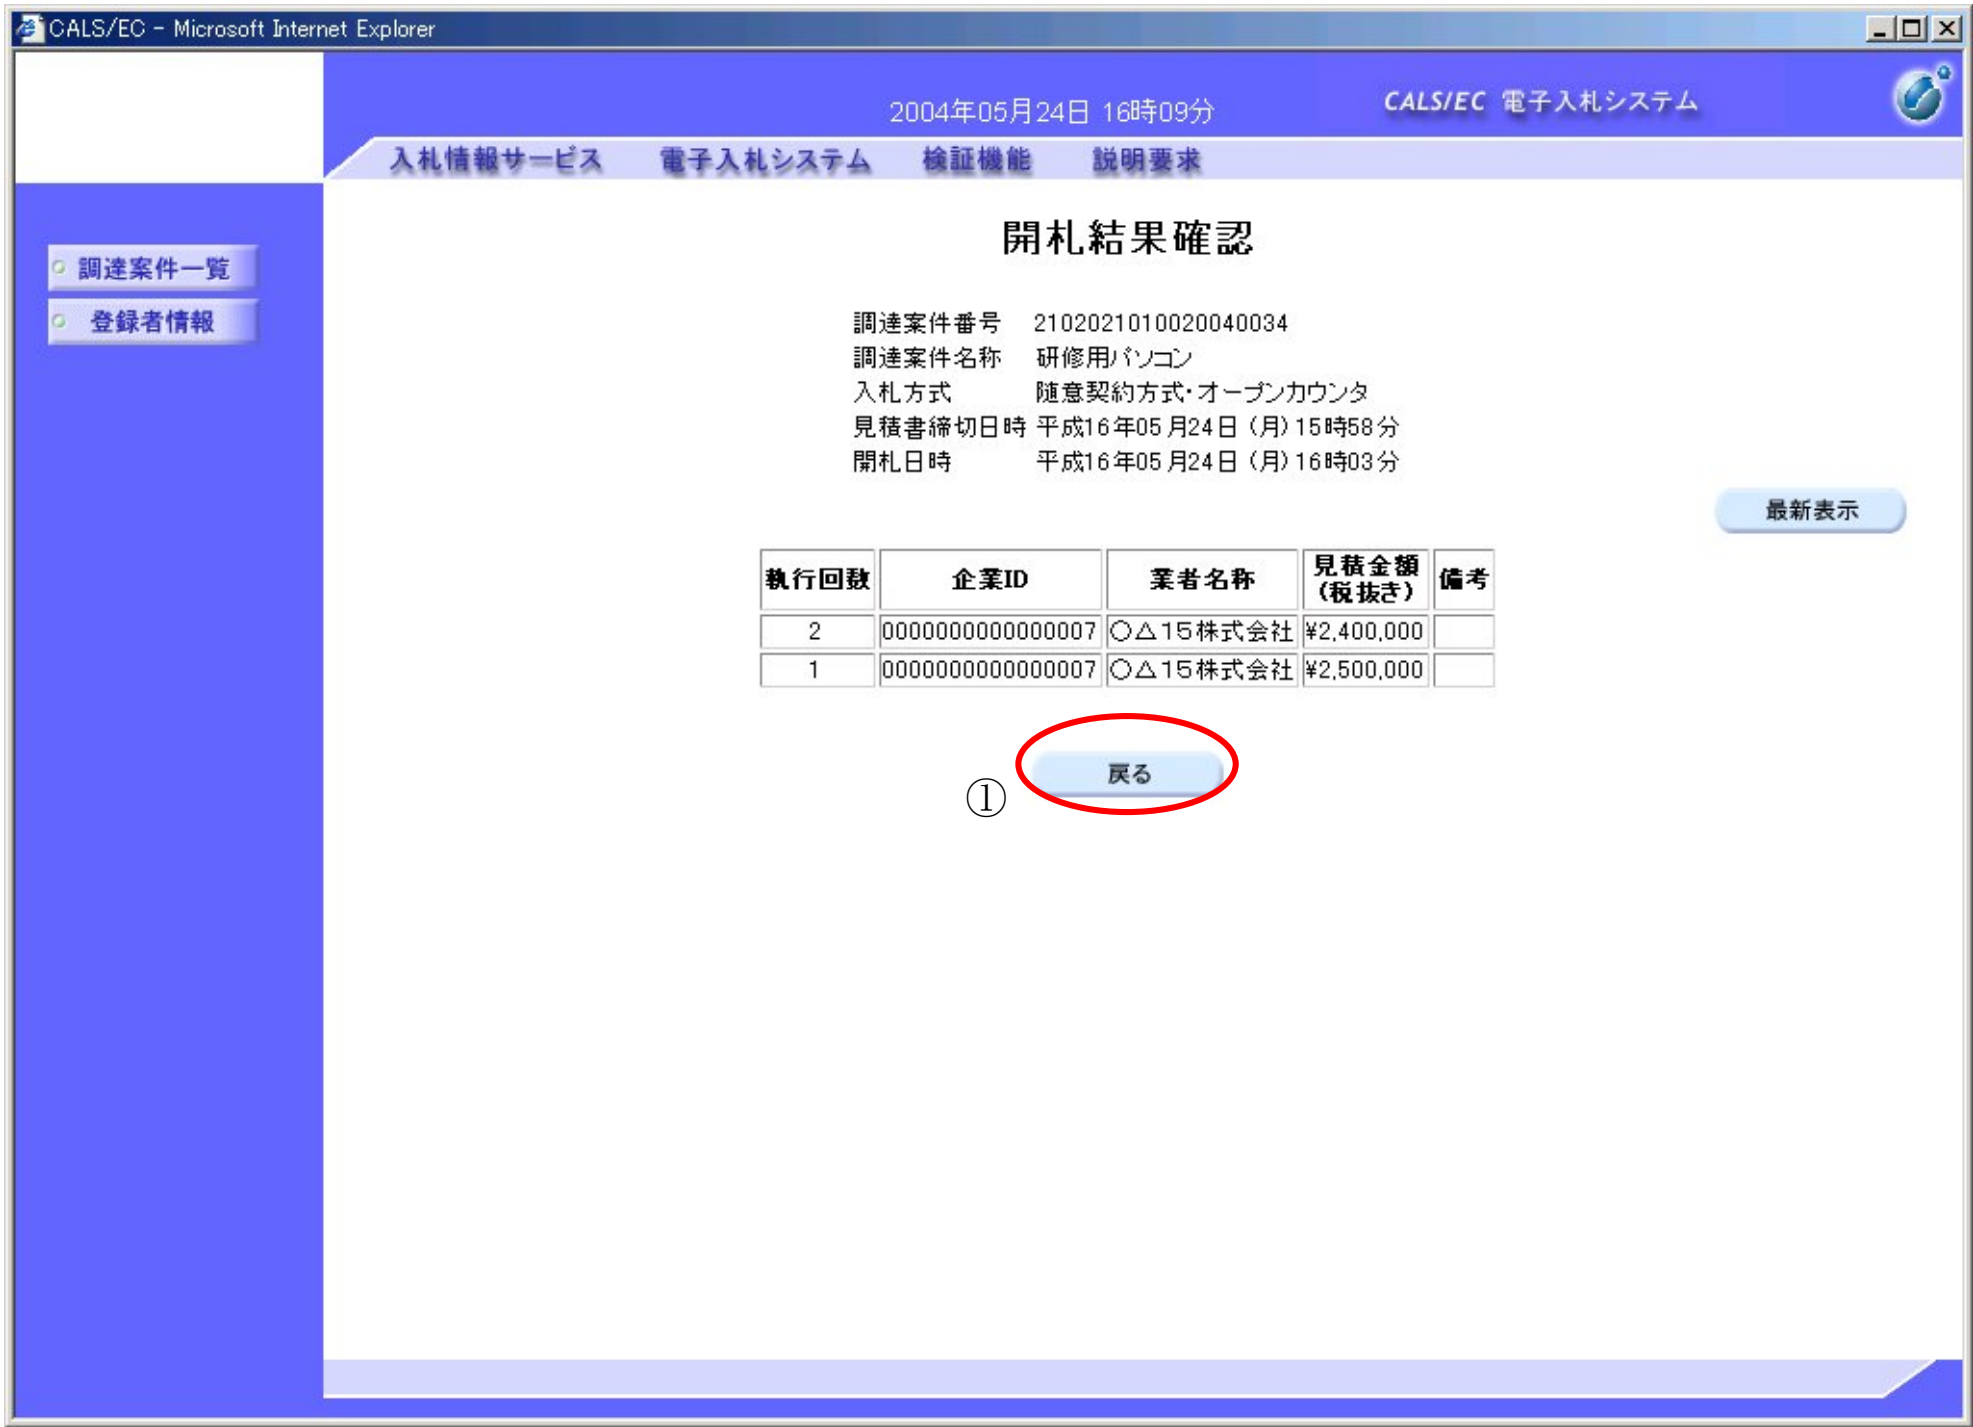 CALS/EC - Microsoft Internet Explorer
2004年05月24日 16時09分
CALS/EC 電子入札システム
入札情報サービス 電子入札システム 検証機能 説明要求
調達案件一覧
登録者情報
開札結果確認
調達案件番号 2102021010020040034
調達案件名称 研修用パソコン
入札方式 随意契約方式・オープンカウンタ
見積書締切日時 平成16年05月24日（月）15時58分
開札日時 平成16年05月24日（月）16時03分
最新表示
執行回数 企業ID 業者名称 見積金額（税抜き） 備考
2 0000000000000007 〇△15株式会社 ¥2,400,000
1 0000000000000007 〇△15株式会社 ¥2,500,000
戻る
①